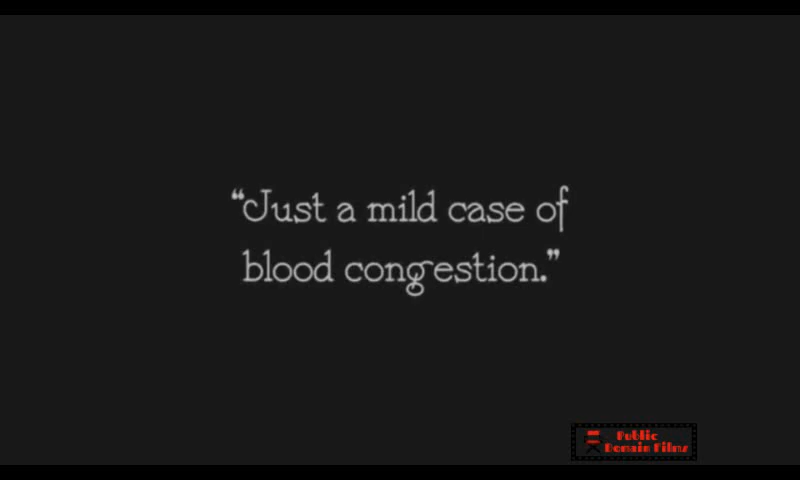 “Just a mild case of
blood congestion.”
Public
Domain Films